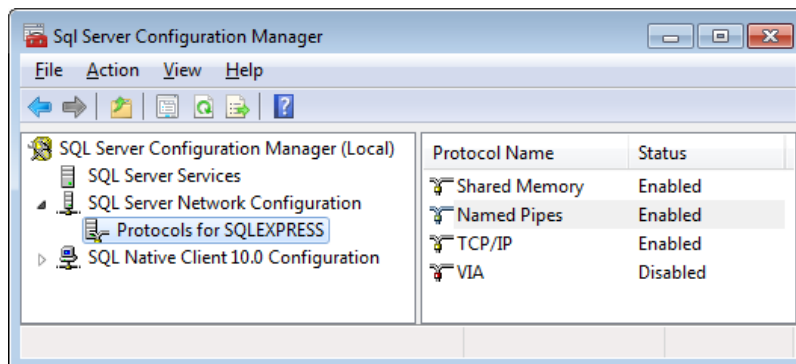 Sql Server Configuration Manager
File Action View Help
SQL Server Configuration Manager (Local)
SQL Server Services
SQL Server Network Configuration
Protocols for SQLEXPRESS
SQL Native Client 10.0 Configuration
Protocol Name Status
Shared Memory Enabled
Named Pipes Enabled
TCP/IP Enabled
VIA Disabled